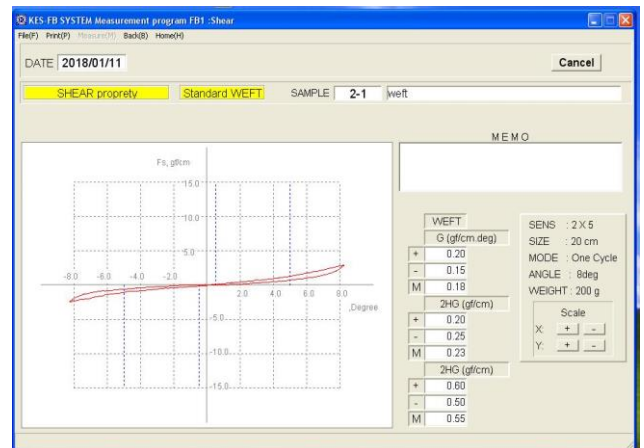 KES-FB SYSTEM Measurement program FB1 :Shear
File(F) Print(P) Measure(M) Back(B) Home(H)
DATE 2018/01/11 Cancel
SHEAR proprety Standard WEFT SAMPLE 2-1 weft
MEMO
Fs, gf/cm
15.0
5.0
-8.0 -6.0 -4.0 -2.0
2.0 4.0 6.0 8.0
,Degree
-5.0
-10.0
-15.0
WEFT
G (gf/cm.deg)
+ 0.20
- 0.15
M 0.18
2HG (gf/cm)
+ 0.20
- 0.25
M 0.23
2HG (gf/cm)
+ 0.60
- 0.50
M 0.55
SENS : 2 X 5
SIZE : 20 cm
MODE : One Cycle
ANGLE : 8deg
WEIGHT : 200 g
Scale
X: + -
Y: + -